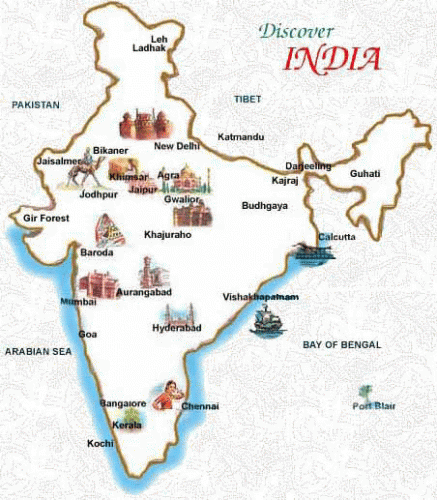 Discover
INDIA
Leh
Ladhak
PAKISTAN
TIBET
Katmandu
New Delhi
Bikaner
Jaisalmer
Khimsar
Agra
Darjeeling
Guhati
Jodhpur
Jaipur
Kajraj
Gwalior
Budhgaya
Gir Forest
Khajuraho
Calcutta
Baroda
Aurangabad
Mumbai
Vishakhapatnam
Hyderabad
Goa
BAY OF BENGAL
ARABIAN SEA
Bangalore
Chennai
Port Blair
Kerala
Kochi